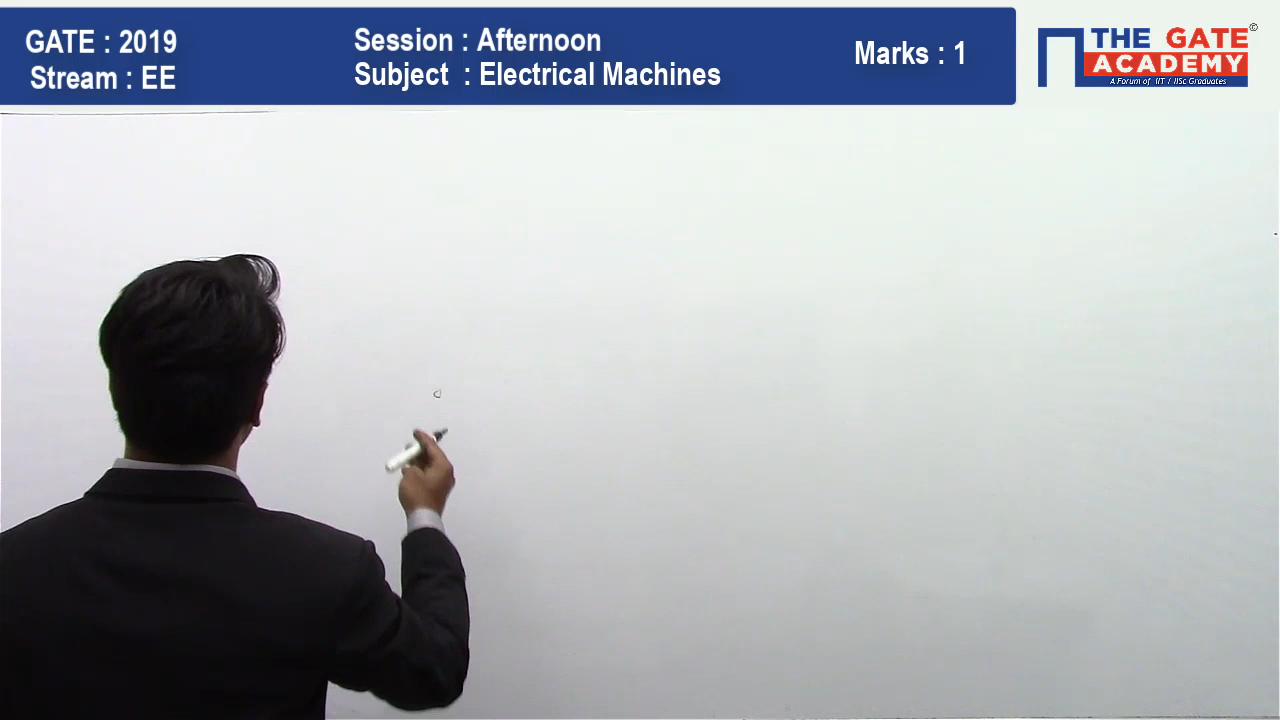 GATE : 2019
Stream : EE
Session : Afternoon
Subject : Electrical Machines
Marks : 1
THE GATE
ACADEMY
©
A Forum of IIT / IISc Graduates